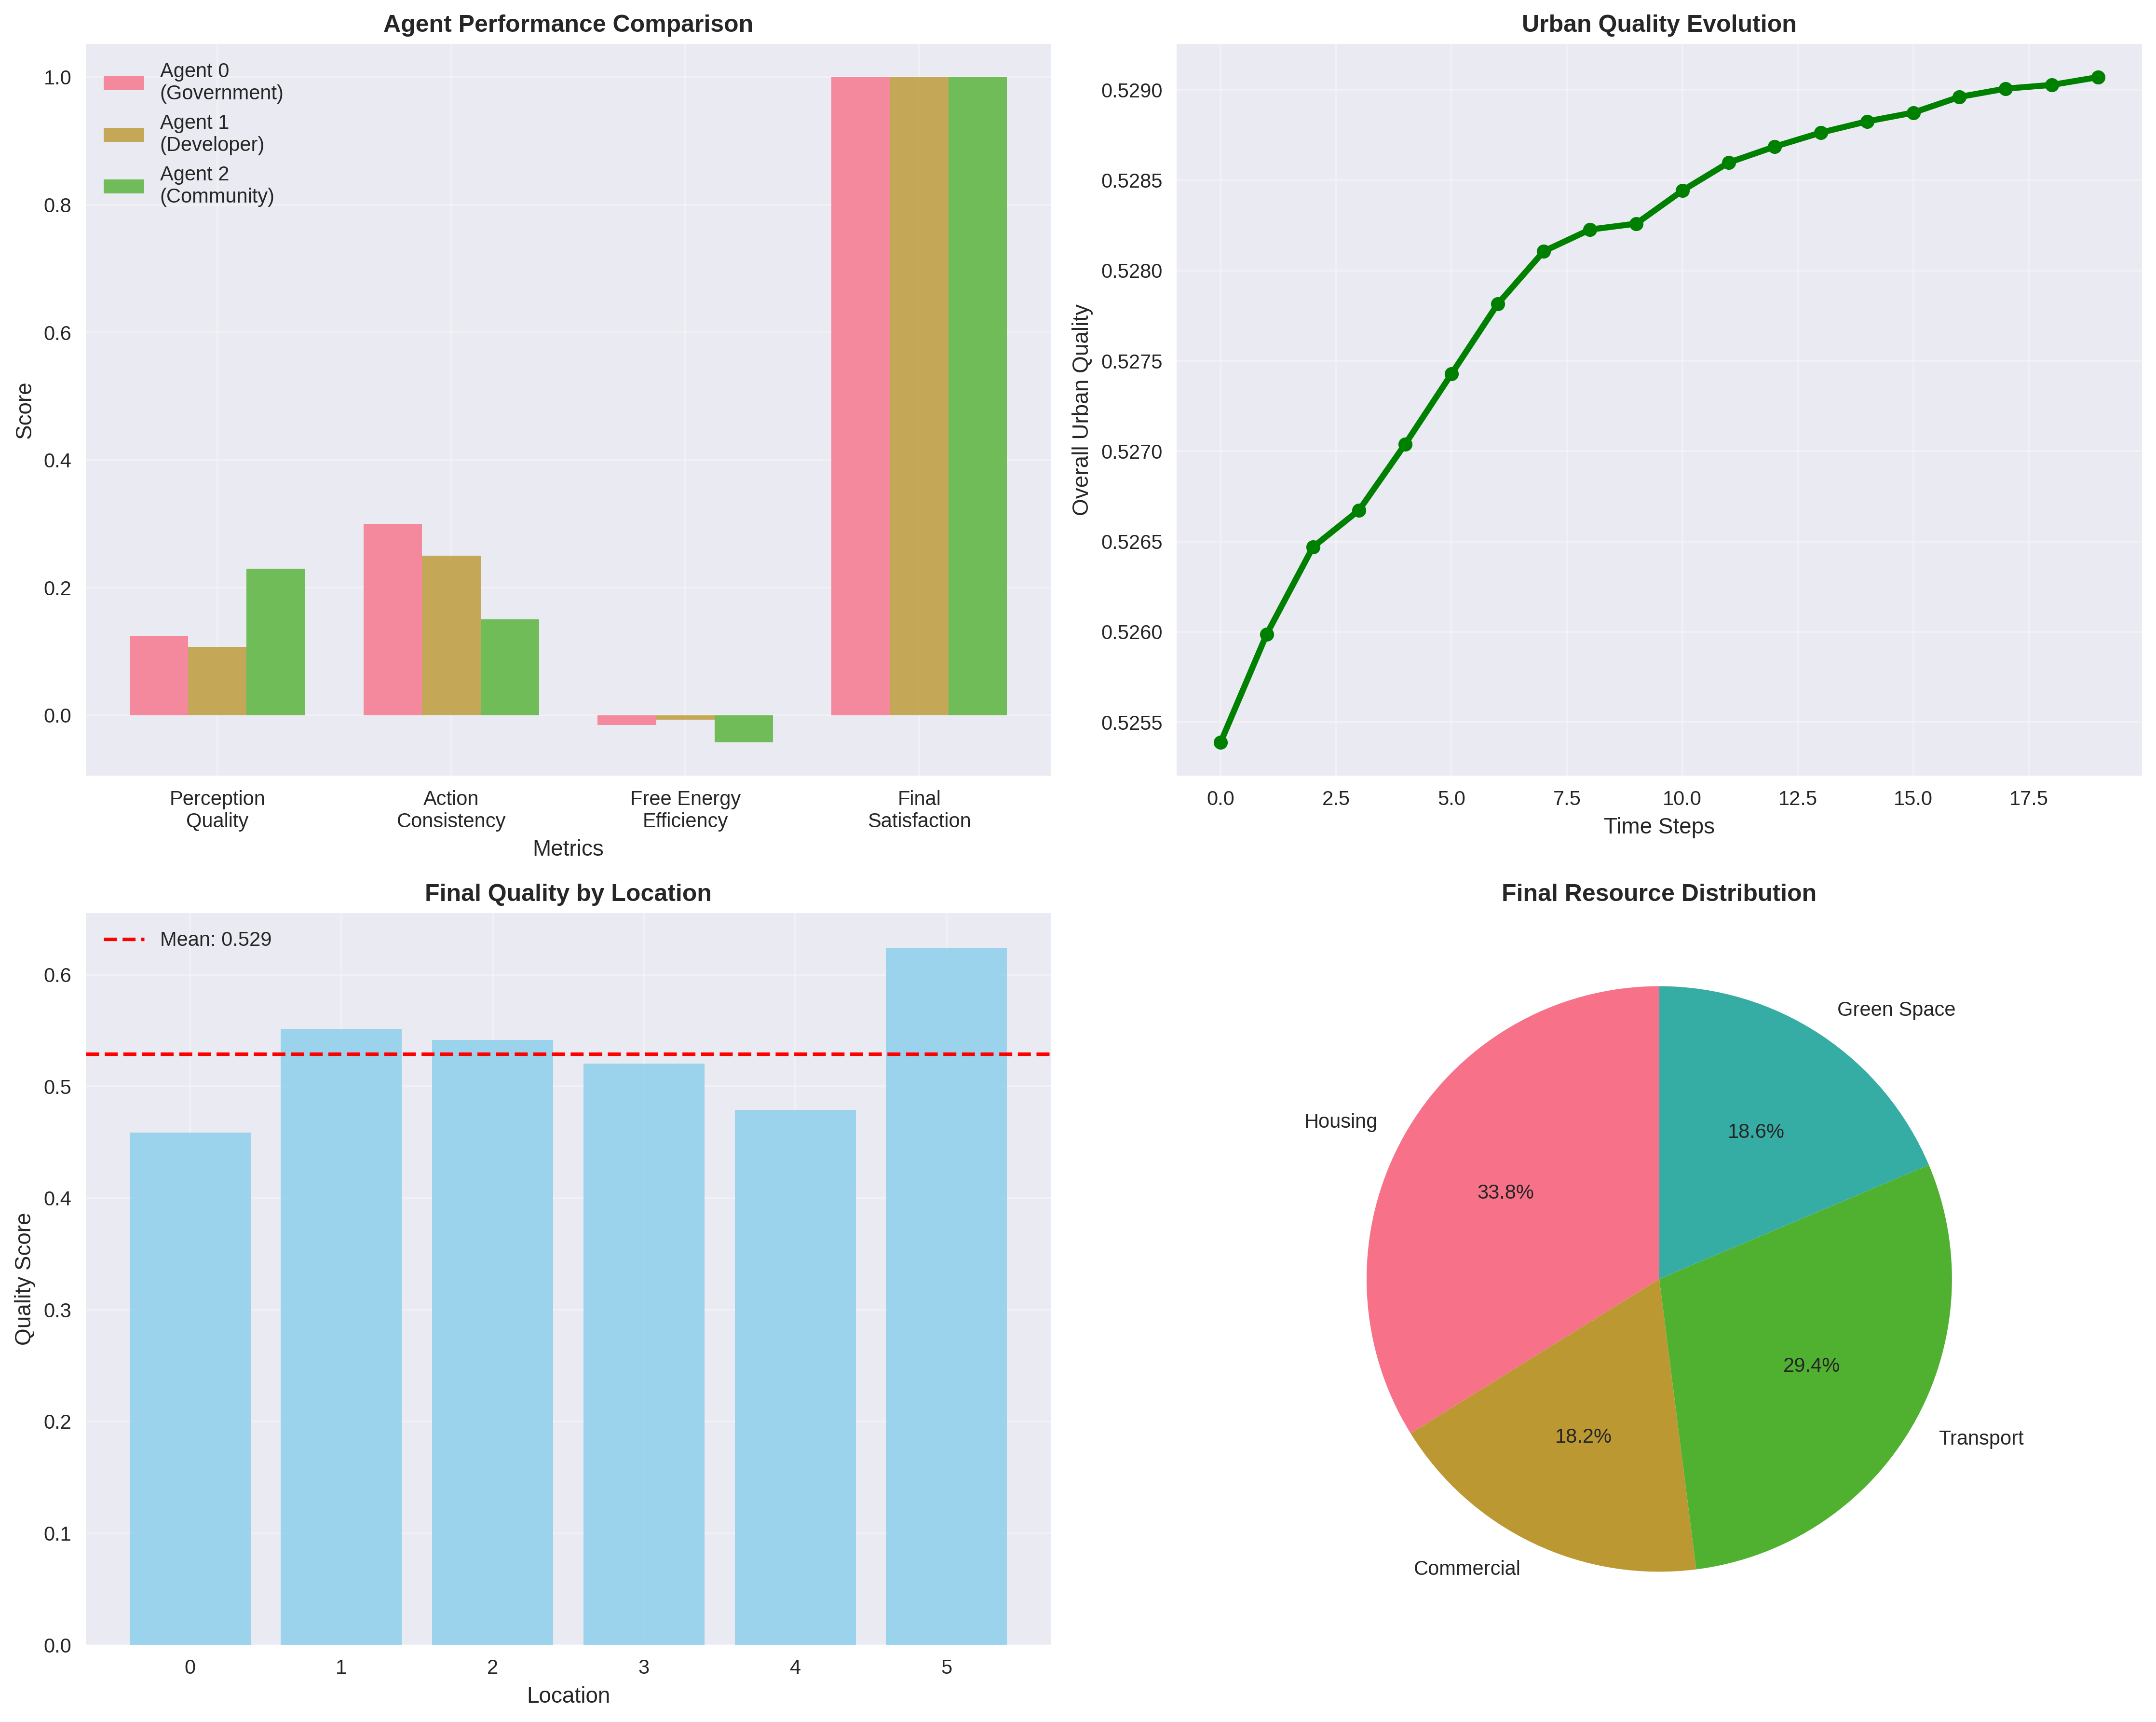 Agent Performance Comparison
Agent 0
(Government)
Agent 1
(Developer)
Agent 2
(Community)
Score
1.0
0.8
0.6
0.4
0.2
0.0
Perception
Quality
Action
Consistency
Free Energy
Efficiency
Final
Satisfaction
Metrics
Urban Quality Evolution
Overall Urban Quality
0.5290
0.5285
0.5280
0.5275
0.5270
0.5265
0.5260
0.5255
0.0 2.5 5.0 7.5 10.0 12.5 15.0 17.5
Time Steps
Final Quality by Location
Mean: 0.529
Quality Score
0.6
0.5
0.4
0.3
0.2
0.1
0.0
0 1 2 3 4 5
Location
Final Resource Distribution
Green Space
Housing
18.6%
33.8%
29.4%
18.2%
Transport
Commercial